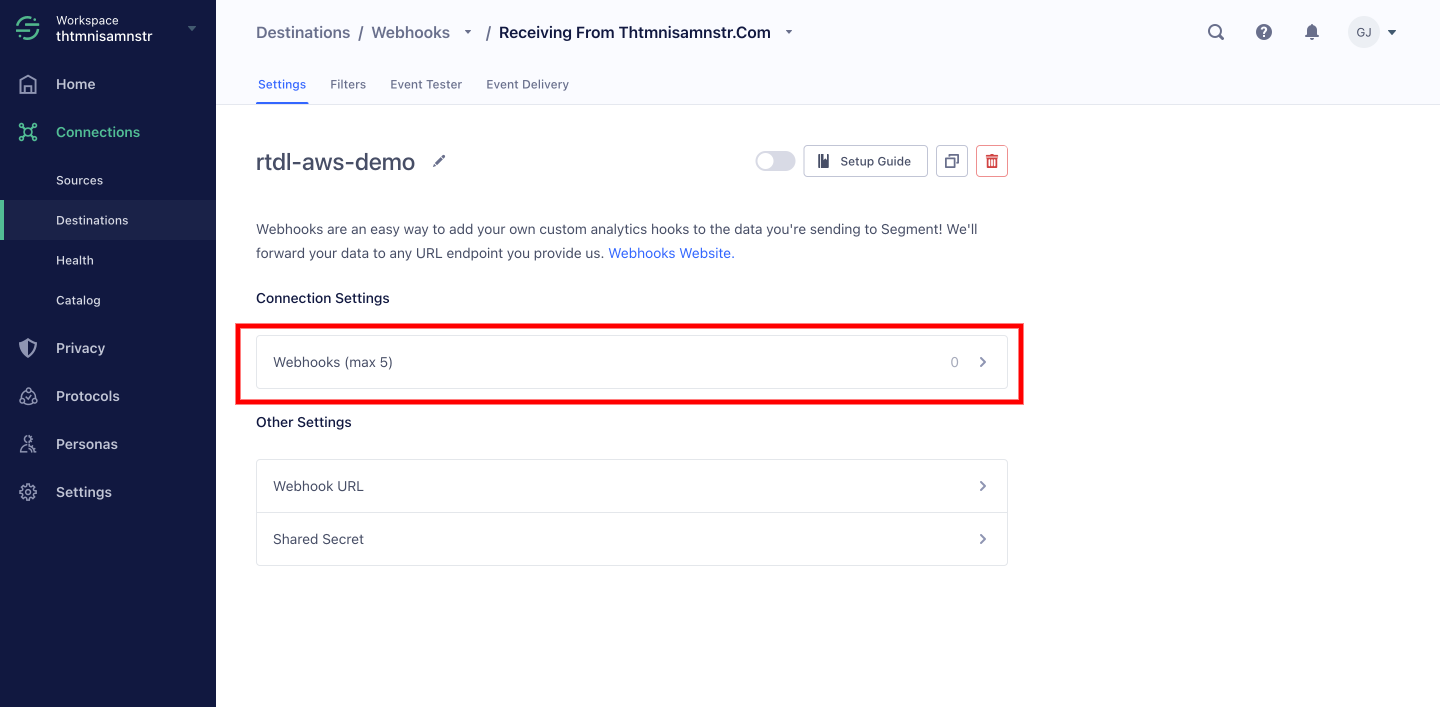 Workspace
thtmnisamnstr
Home
Connections
Sources
Destinations
Health
Catalog
Privacy
Protocols
Personas
Settings
Destinations / Webhooks / Receiving From Thtmnisamnstr.Com
GJ
Settings Filters Event Tester Event Delivery
rtdl-aws-demo
Setup Guide
Webhooks are an easy way to add your own custom analytics hooks to the data you're sending to Segment! We'll
forward your data to any URL endpoint you provide us. Webhooks Website.
Connection Settings
Webhooks (max 5) 0
Other Settings
Webhook URL
Shared Secret